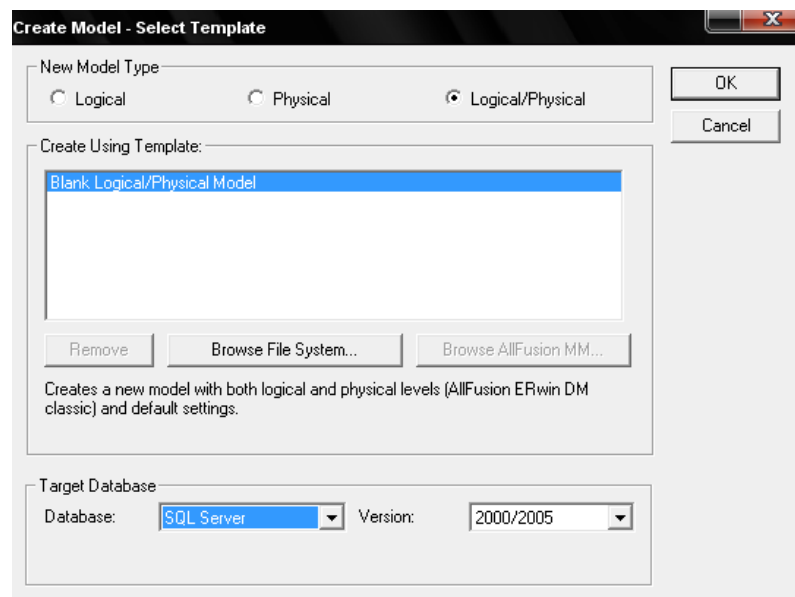 Create Model - Select Template
New Model Type
Logical Physical Logical/Physical
OK
Cancel
Create Using Template:
Blank Logical/Physical Model
Remove Browse File System... Browse AllFusion MM...
Creates a new model with both logical and physical levels (AllFusion ERwin DM
classic) and default settings.
Target Database
Database: SQL Server Version: 2000/2005